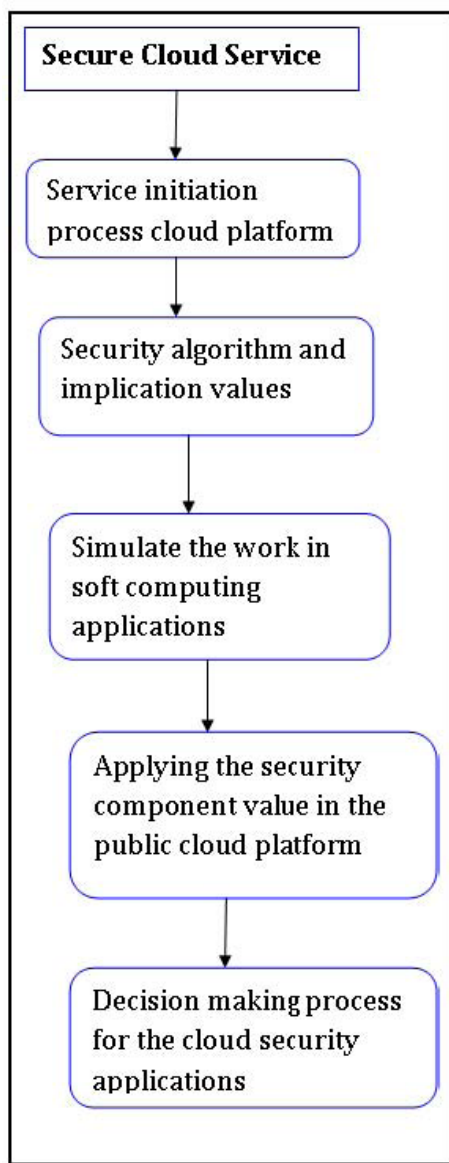 Secure Cloud Service
Service initiation
process cloud platform
Security algorithm and
implication values
Simulate the work in
soft computing
applications
Applying the security
component value in the
public cloud platform
Decision making process
for the cloud security
applications